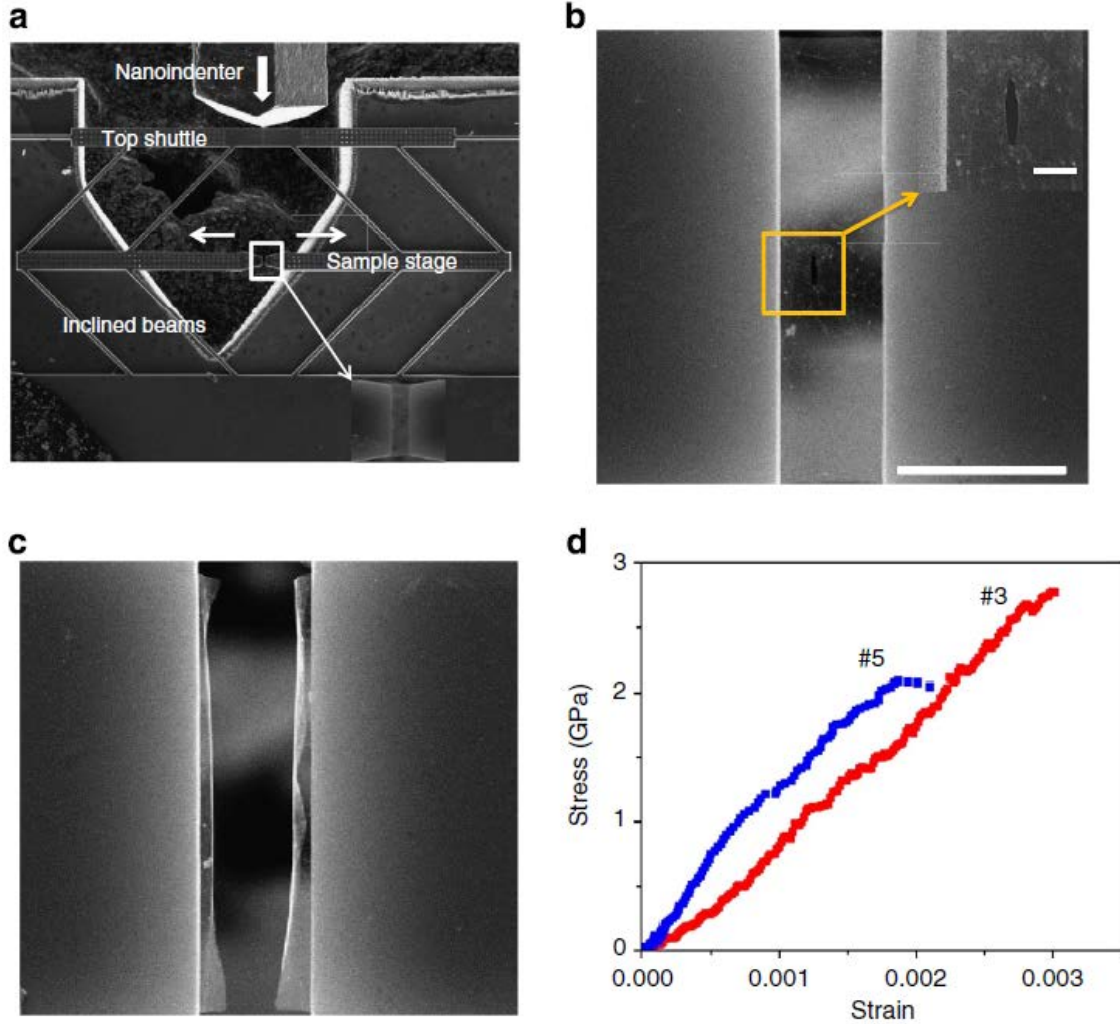 a
Nanoindenter
Top shuttle
Sample stage
Inclined beams
b
c
d
3
2
1
0
Stress (GPa)
#3
#5
0.000
0.001
0.002
0.003
Strain